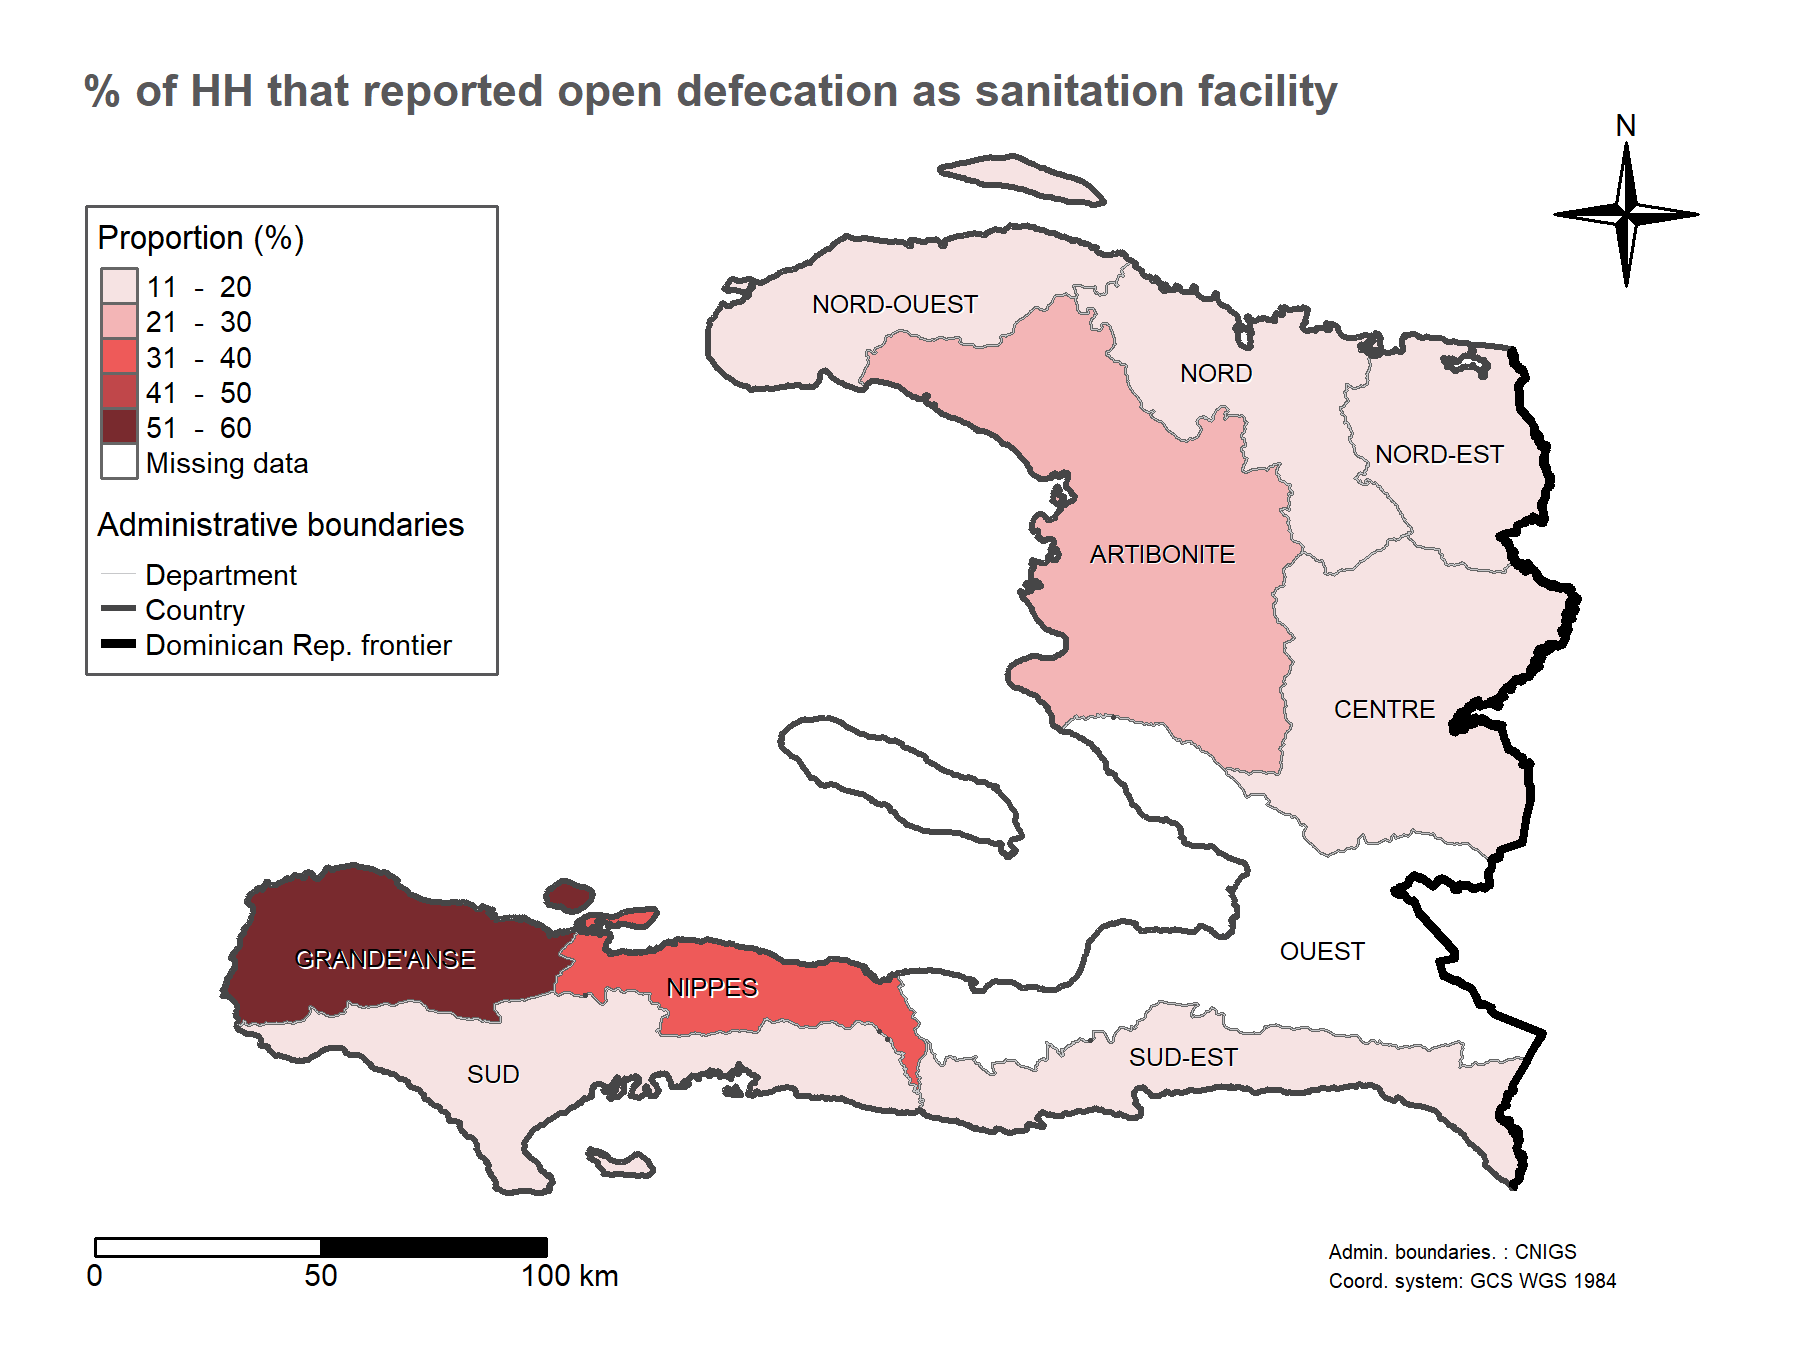 % of HH that reported open defecation as sanitation facility
N
Proportion (%)
11 - 20
21 - 30
31 - 40
41 - 50
51 - 60
Missing data
Administrative boundaries
Department
Country
Dominican Rep. frontier
NORD-OUEST
NORD
NORD-EST
ARTIBONITE
CENTRE
OUEST
GRANDE'ANSE
NIPPES
SUD-EST
SUD
0 50 100 km
Admin. boundaries. : CNIGS
Coord. system: GCS WGS 1984